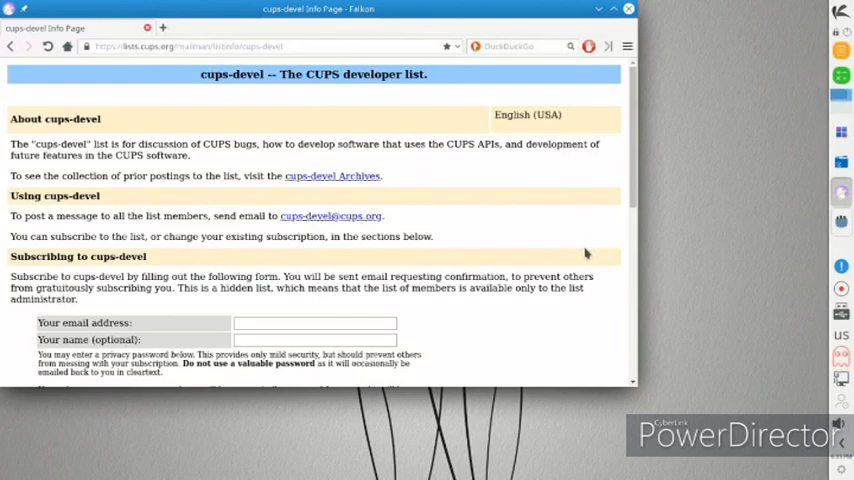 cups-devel Info Page - Falkon
cups-devel Info Page
https://lists.cups.org/mailman/listinfo/cups-devel
DuckDuckGo
cups-devel -- The CUPS developer list.
About cups-devel
English (USA)
The "cups-devel" list is for discussion of CUPS bugs, how to develop software that uses the CUPS APIs, and development of
future features in the CUPS software.
To see the collection of prior postings to the list, visit the cups-devel Archives.
Using cups-devel
To post a message to all the list members, send email to cups-devel@cups.org.
You can subscribe to the list, or change your existing subscription, in the sections below.
Subscribing to cups-devel
Subscribe to cups-devel by filling out the following form. You will be sent email requesting confirmation, to prevent others
from gratuitously subscribing you. This is a hidden list, which means that the list of members is available only to the list
administrator.
Your email address:
Your name (optional):
You may enter a privacy password below. This provides only mild security, but should prevent others
from messing with your subscription. Do not use a valuable password as it will occasionally be
emailed back to you in cleartext.
US
CyberLink
PowerDirector